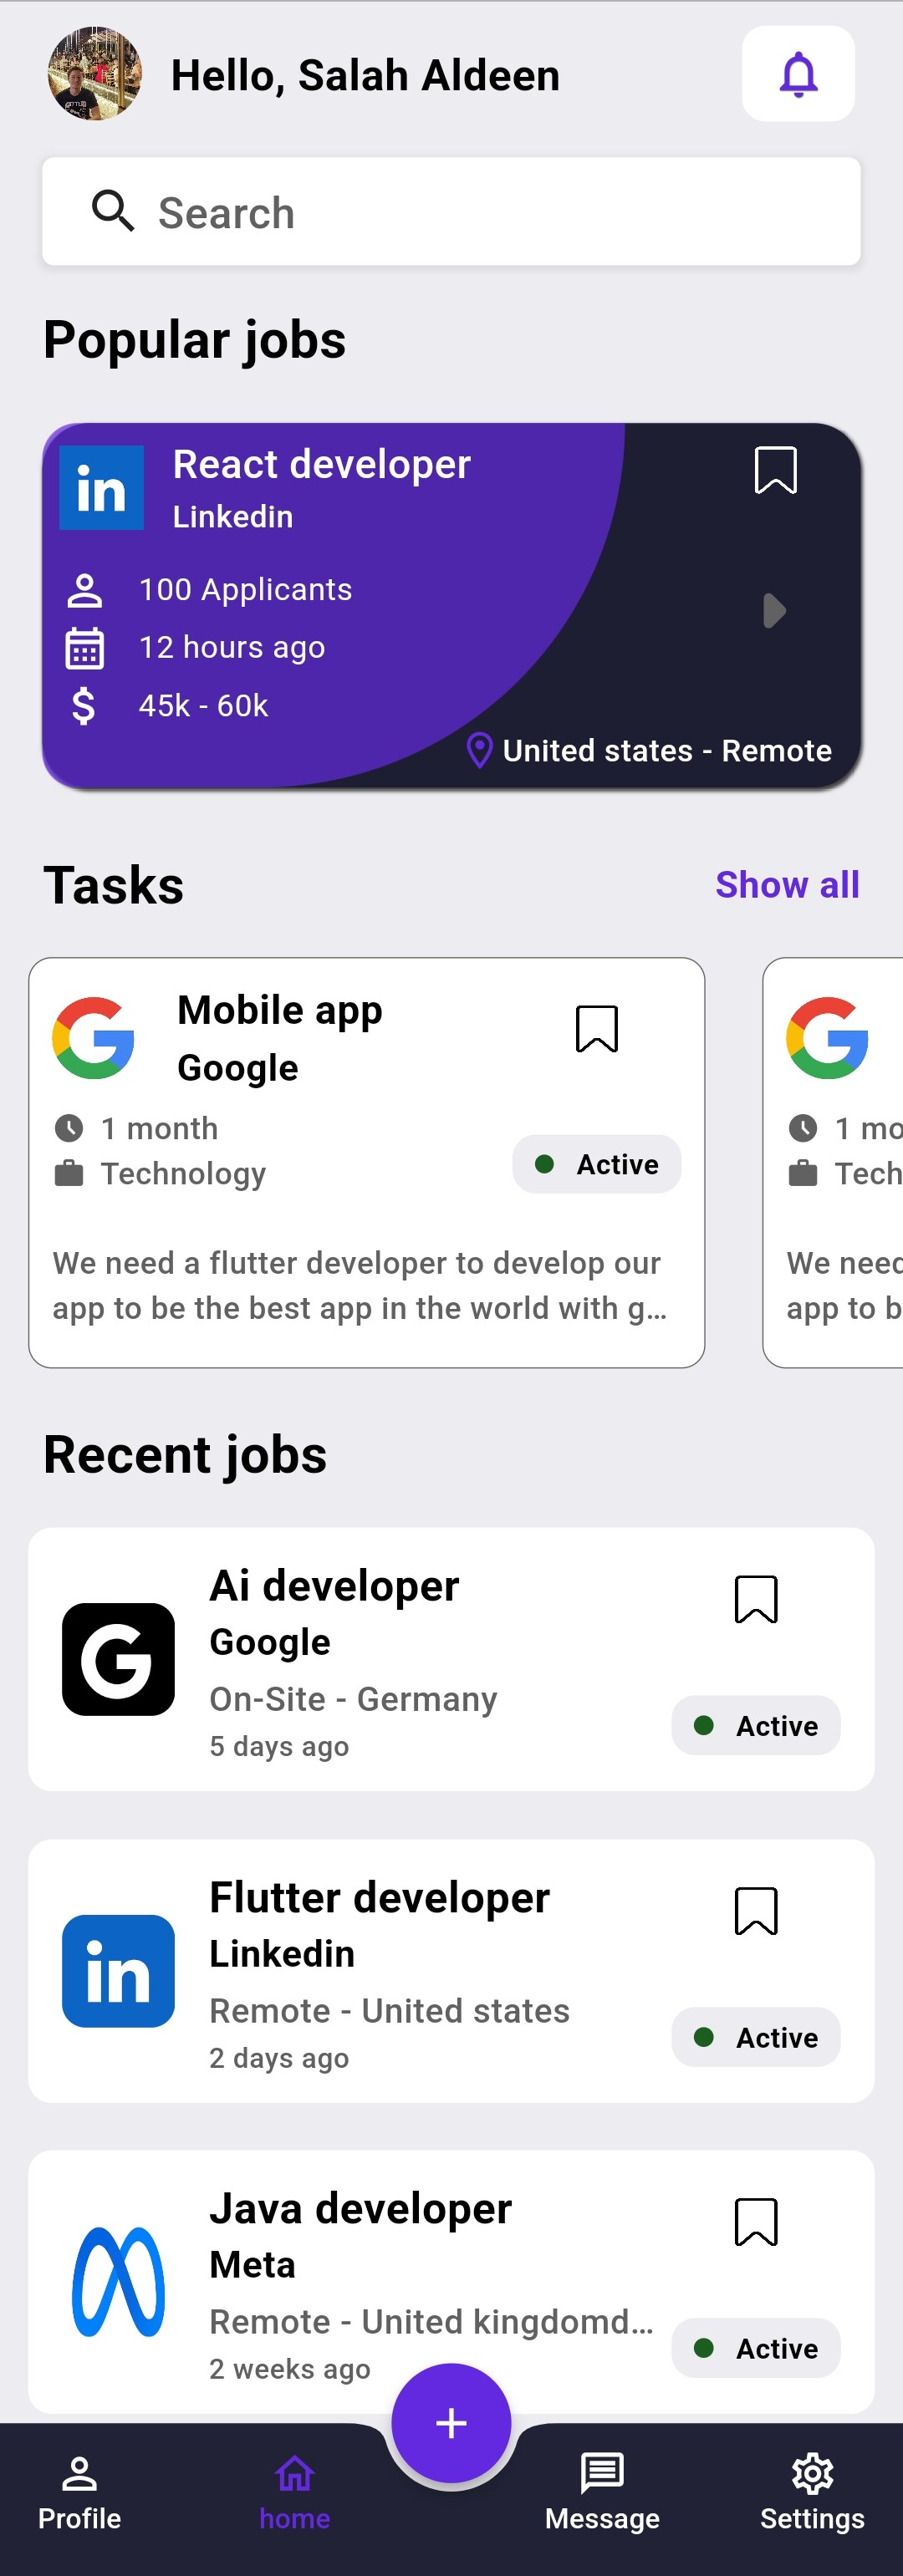 Hello, Salah Aldeen
Search
Popular jobs
in
React developer
Linkedin
100 Applicants
12 hours ago
45k - 60k
United states - Remote
Tasks
Show all
Mobile app
Google
1 month
Technology
Active
We need a flutter developer to develop our
app to be the best app in the world with g...
1 mo
Tech
We need
app to b
Recent jobs
Ai developer
Google
On-Site - Germany
5 days ago
Active
in
Flutter developer
Linkedin
Remote - United states
2 days ago
Active
Java developer
Meta
Remote - United kingdomd...
2 weeks ago
Active
Profile
home
Message
Settings